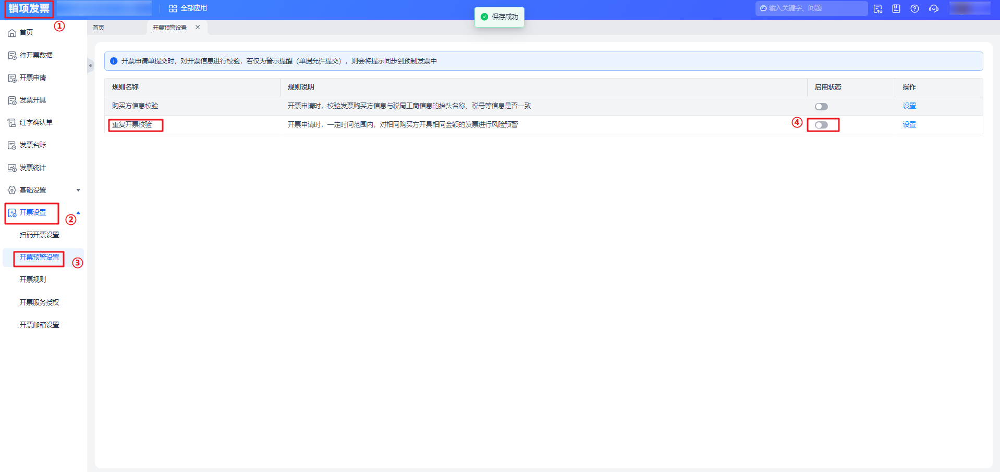 销项发票
全部应用
输入关键字、问题
保存成功
①
首页
待开票数据
开票申请
发票开具
红字确认单
发票台账
发票统计
基础设置
开票设置
②
扫码开票设置
开票预警设置
③
开票规则
开票服务授权
开票邮箱设置
首页
开票预警设置
开票申请单提交时，对开票信息进行校验，若仅为警示提醒（单据允许提交），则会将提示同步到预制发票中
规则名称 规则说明 启用状态 操作
购买方信息校验 开票申请时，校验发票购买方信息与税局工商信息的抬头名称、税号等信息是否一致 设置
重复开票校验 开票申请时，一定时间范围内，对相同购买方开具相同金额的发票进行风险预警 ④ 设置